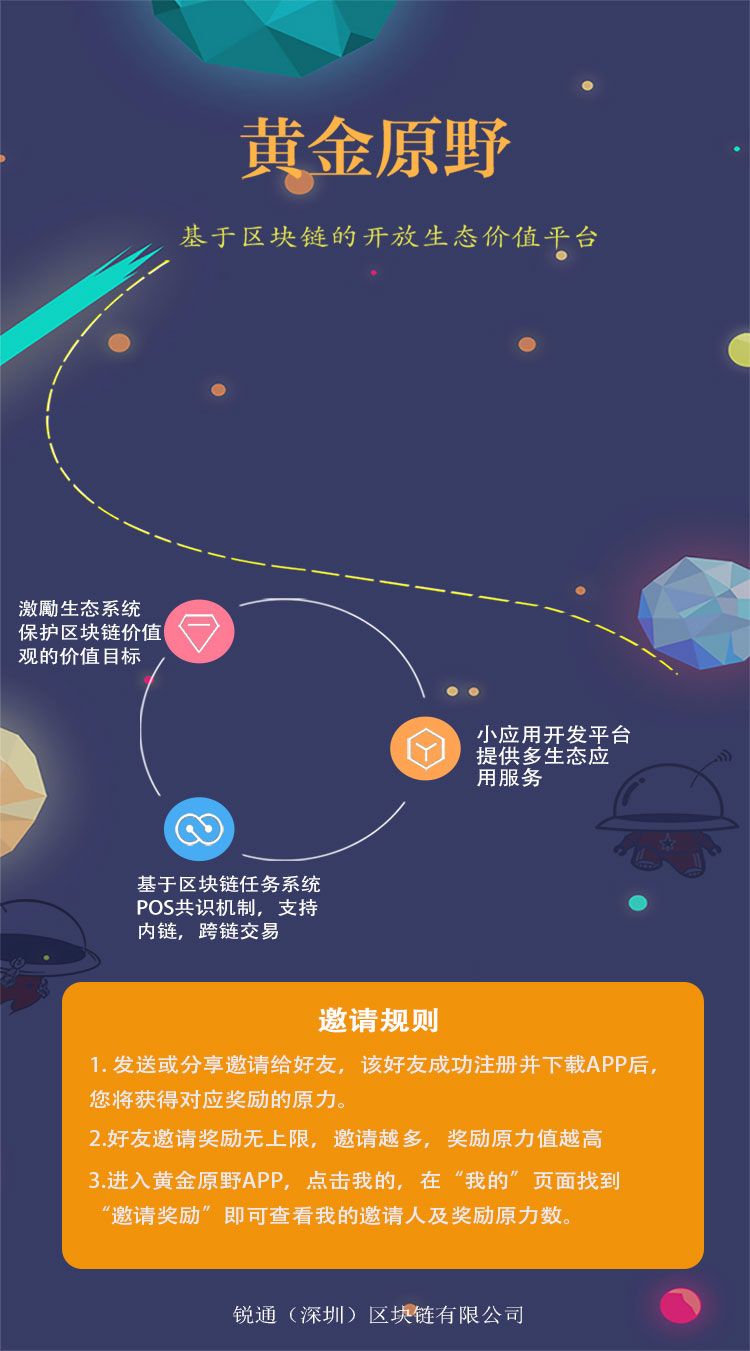 黄金原野
基于区块链的开放生态价值平台
激勵生态系统
保护区块链价值
观的价值目标
小应用开发平台
提供多生态应
用服务
基于区块链任务系统
POS共识机制，支持
内链，跨链交易
邀请规则
1. 发送或分享邀请给好友，该好友成功注册并下载APP后，
您将获得对应奖励的原力。
2.好友邀请奖励无上限，邀请越多，奖励原力值越高
3.进入黄金原野APP，点击我的，在“我的”页面找到
“邀请奖励”即可查看我的邀请人及奖励原力数。
锐通（深圳）区块链有限公司